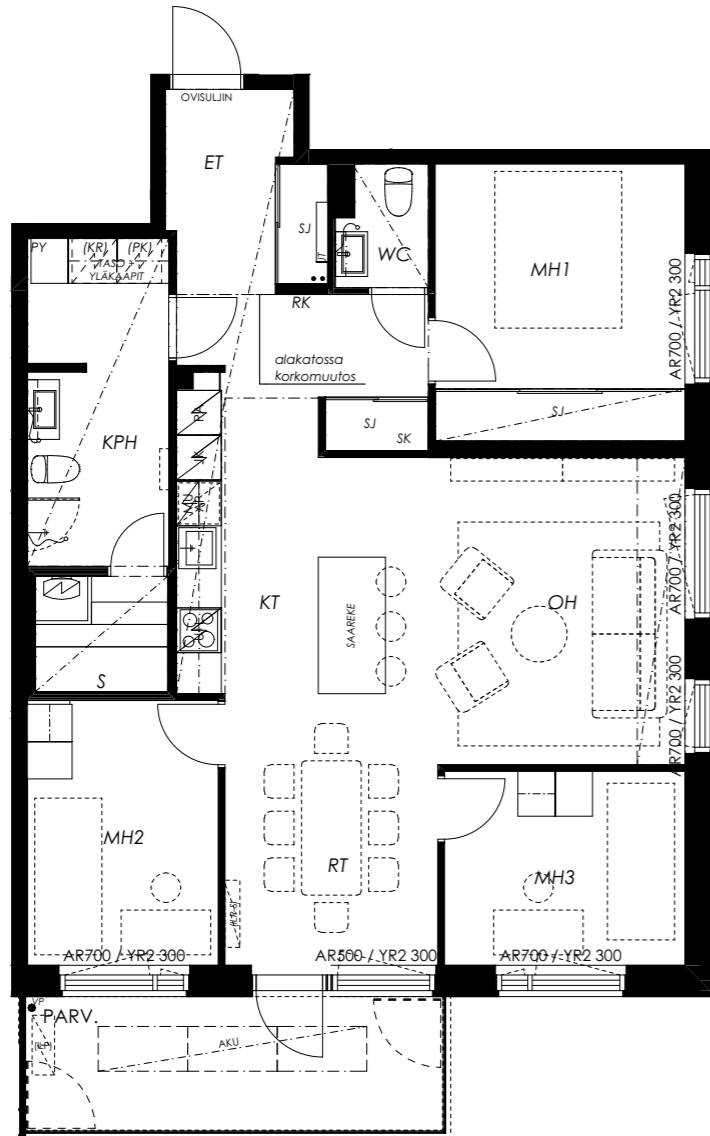 OVISULJIN
ET
SJ
WC
MH1
PY
(KR)
(PK)
TASO +
YLÄKAAPIT
RK
alakatossa
korkomuutos
AR700 / YR2 300
SJ
SK
SJ
KPH
KT
SAAREKE
OH
AR700 / YR2 300
AR700 / YR2 300
S
MH2
RT
MH3
AR700 / YR2 300
AR500 / YR2 300
AR700 / YR2 300
VP
PARV.
AKU